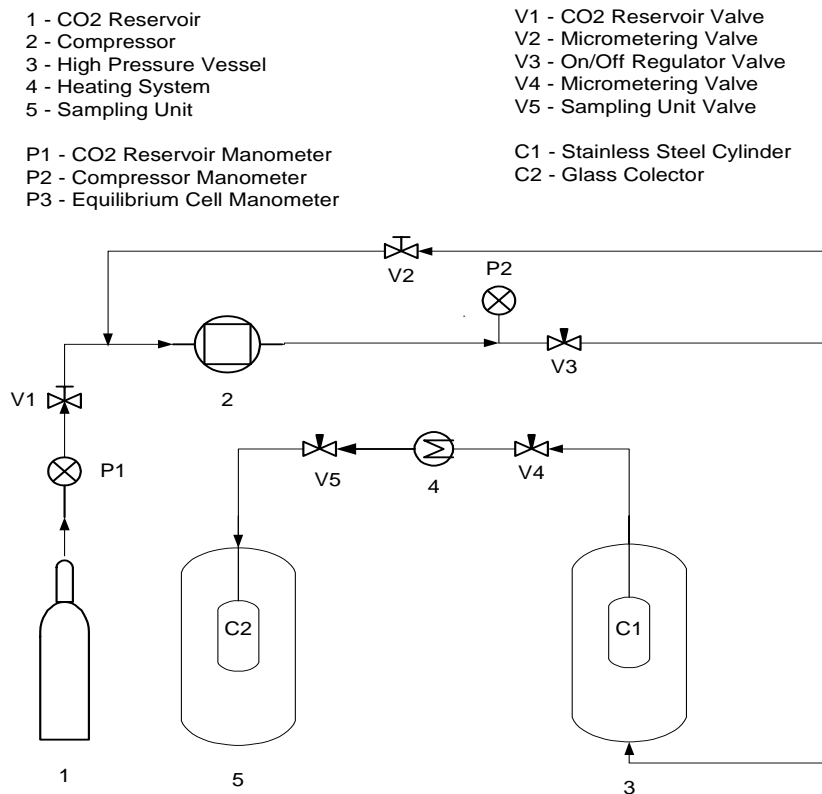 1 - CO2 Reservoir
2 - Compressor
3 - High Pressure Vessel
4 - Heating System
5 - Sampling Unit
P1 - CO2 Reservoir Manometer
P2 - Compressor Manometer
P3 - Equilibrium Cell Manometer
V1 - CO2 Reservoir Valve
V2 - Micrometering Valve
V3 - On/Off Regulator Valve
V4 - Micrometering Valve
V5 - Sampling Unit Valve
C1 - Stainless Steel Cylinder
C2 - Glass Colector
V2
P2
V3
V1
2
P1
V5
4
V4
C2
C1
1
5
3